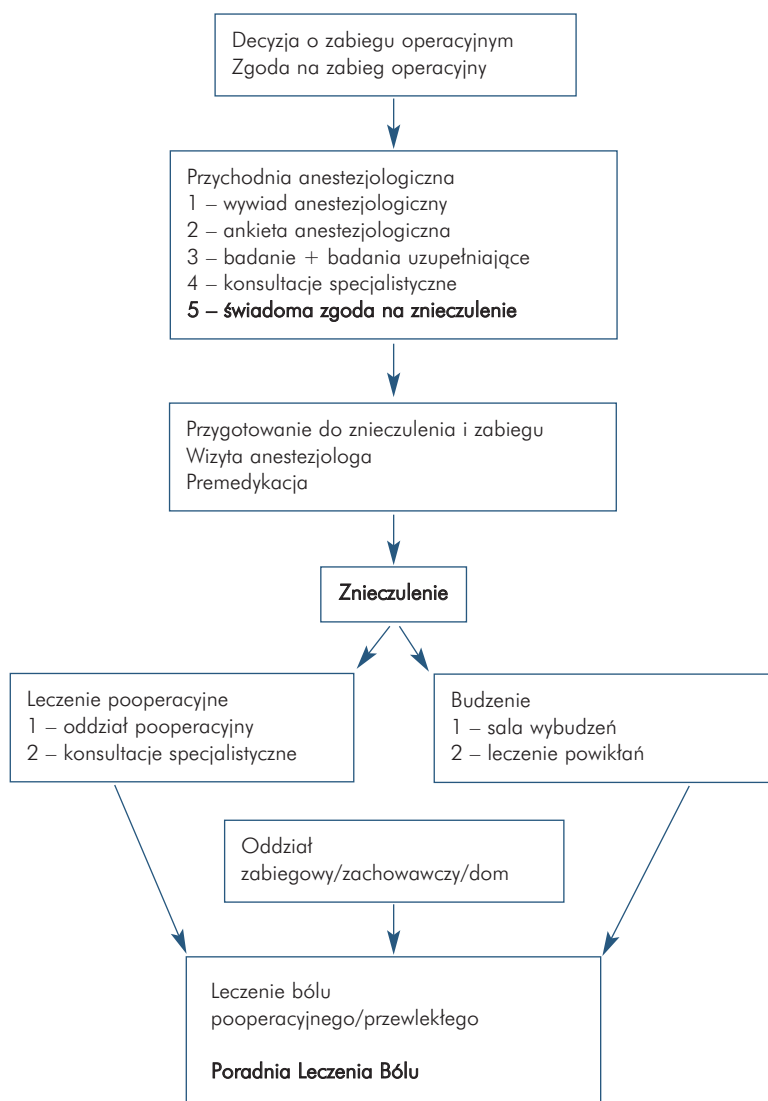 Decyzja o zabiegu operacyjnym
Zgoda na zabieg operacyjny
Przychodnia anestezjologiczna
1 – wywiad anestezjologiczny
2 – ankieta anestezjologiczna
3 – badanie + badania uzupełniające
4 – konsultacje specjalistyczne
5 – świadoma zgoda na znieczulenie
Przygotowanie do znieczulenia i zabiegu
Wizyta anestezjologa
Premedykacja
Znieczulenie
Leczenie pooperacyjne
1 – oddział pooperacyjny
2 – konsultacje specjalistyczne
Budzenie
1 – sala wybudzeń
2 – leczenie powikłań
Oddział
zabiegowy/zachowawczy/dom
Leczenie bólu
pooperacyjnego/przewlekłego
Poradnia Leczenia Bólu